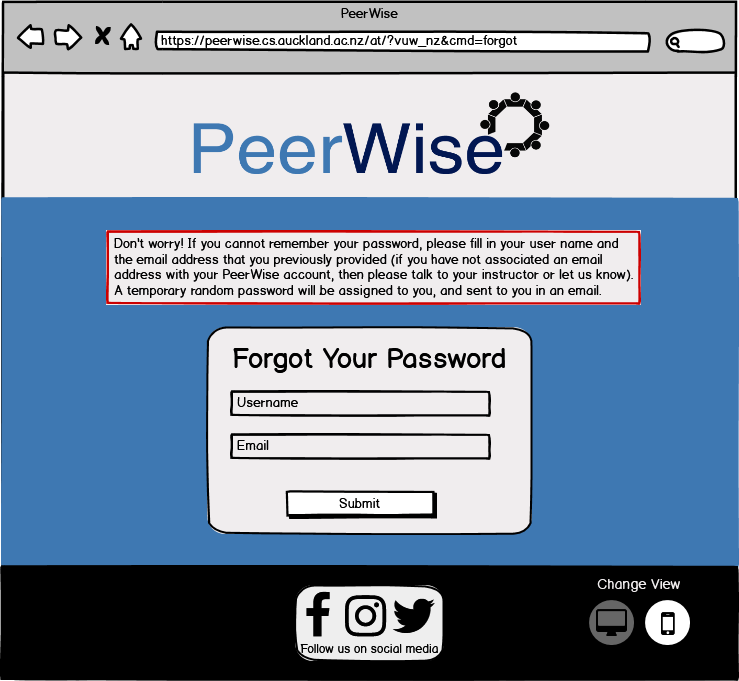 PeerWise
https://peerwise.cs.auckland.ac.nz/at/?vuw_nz&cmd=forgot
PeerWise
Don't worry! If you cannot remember your password, please fill in your user name and
the email address that you previously provided (if you have not associated an email
address with your PeerWise account, then please talk to your instructor or let us know).
A temporary random password will be assigned to you, and sent to you in an email.
Forgot Your Password
Username
Email
Submit
Change View
Follow us on social media